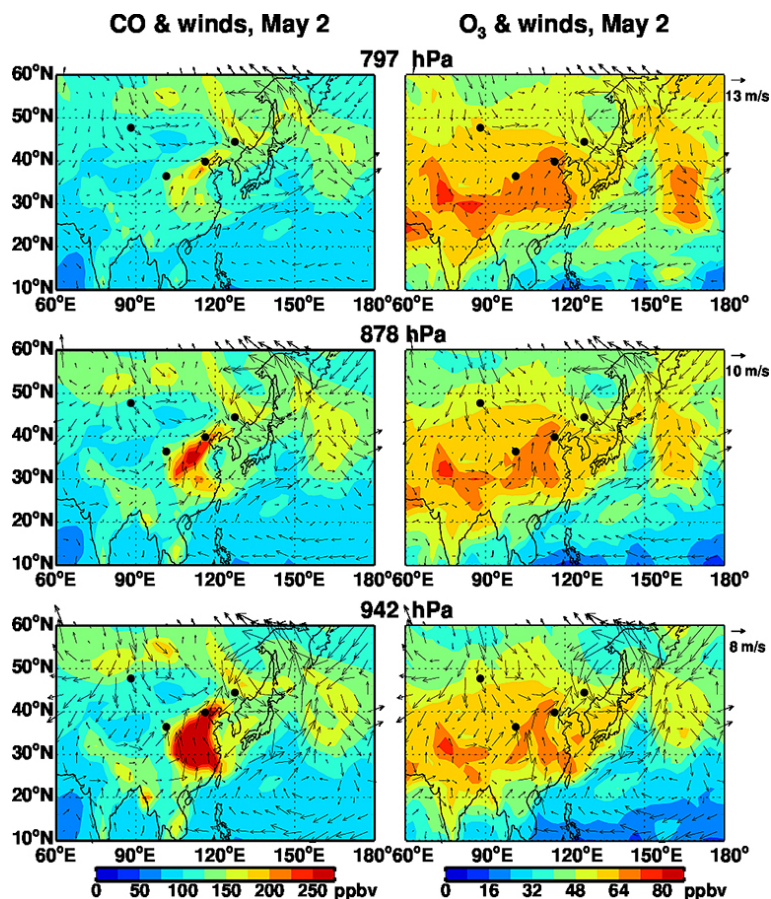 CO & winds, May 2 O₃ & winds, May 2
797 hPa
60°N
50°N
40°N
30°N
20°N
10°N
60°E 90°E 120°E 150°E 180° 60°E 90°E 120°E 150°E 180°
13 m/s
878 hPa
60°N
50°N
40°N
30°N
20°N
10°N
60°E 90°E 120°E 150°E 180° 60°E 90°E 120°E 150°E 180°
10 m/s
942 hPa
60°N
50°N
40°N
30°N
20°N
10°N
60°E 90°E 120°E 150°E 180° 60°E 90°E 120°E 150°E 180°
8 m/s
0 50 100 150 200 250 ppbv 0 16 32 48 64 80 ppbv